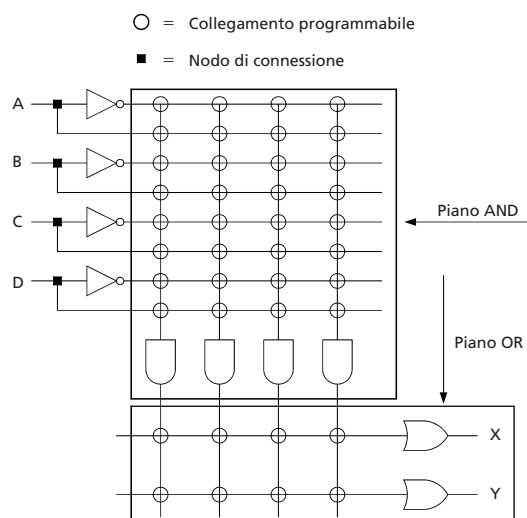 = Collegamento programmabile
= Nodo di connessione
A
B
C
D
Piano AND
Piano OR
X
Y